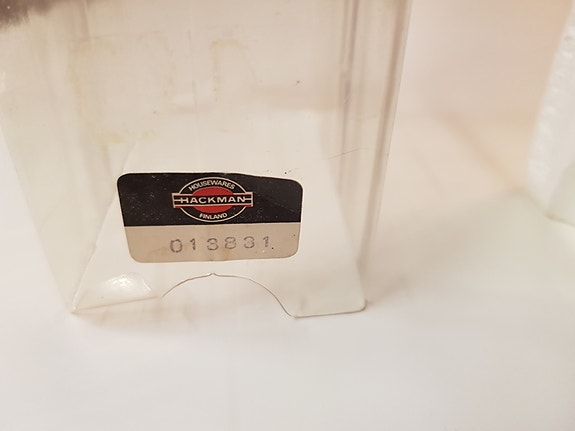 HOUSEWARES
HACKMAN
FINLAND
013831